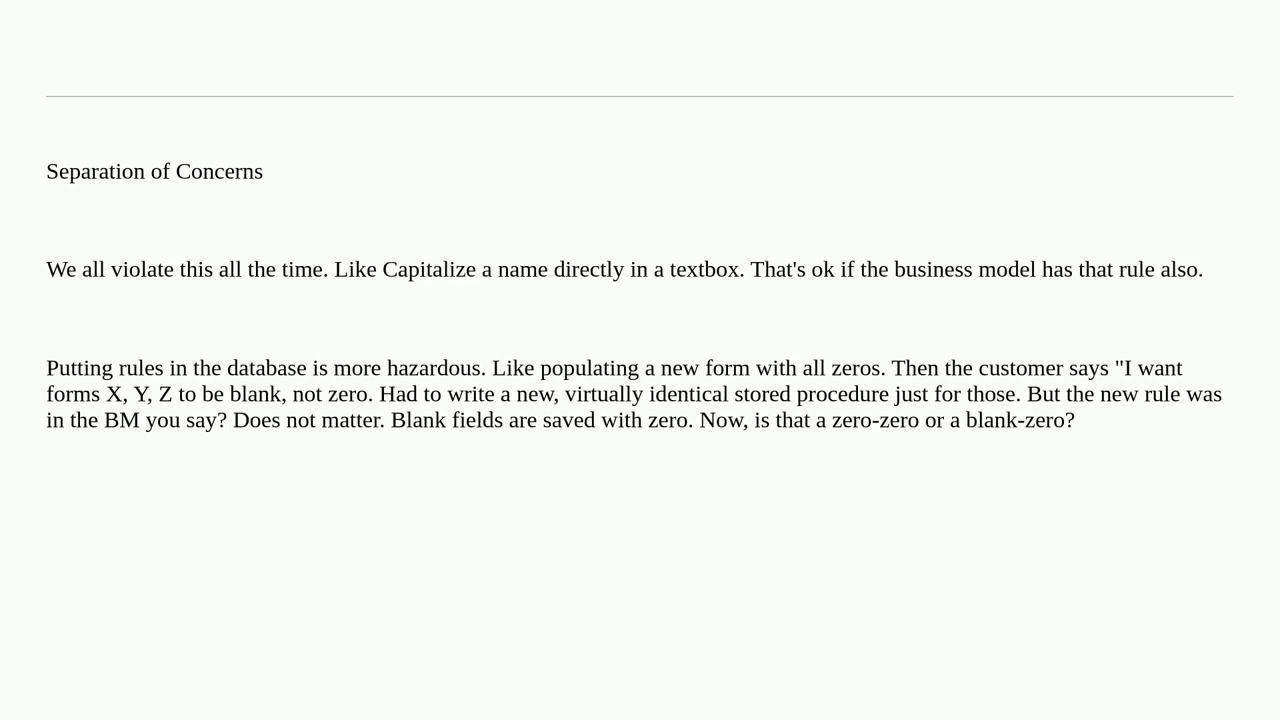 Separation of Concerns
We all violate this all the time. Like Capitalize a name directly in a textbox. That's ok if the business model has that rule also.
Putting rules in the database is more hazardous. Like populating a new form with all zeros. Then the customer says "I want
forms X, Y, Z to be blank, not zero. Had to write a new, virtually identical stored procedure just for those. But the new rule was
in the BM you say? Does not matter. Blank fields are saved with zero. Now, is that a zero-zero or a blank-zero?